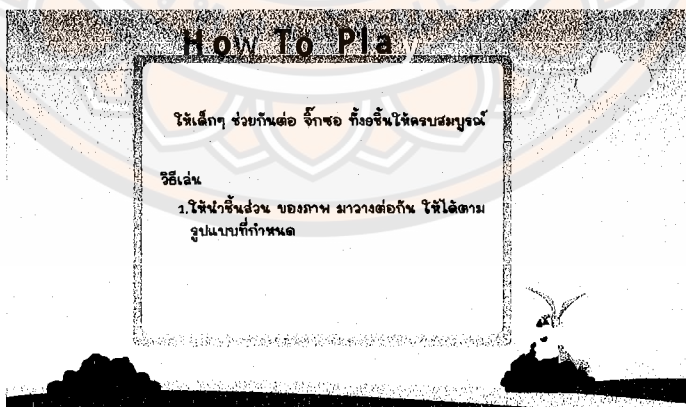 How To Play
ให้เด็กๆ ช่วยกันต่อ จิ๊กซอ ทั้ง9ชิ้นให้ครบสมบูรณ์
วิธีเล่น
1.ให้นำชิ้นส่วน ของภาพ มาวางต่อกัน ให้ได้ตาม
รูปแบบที่กำหนด